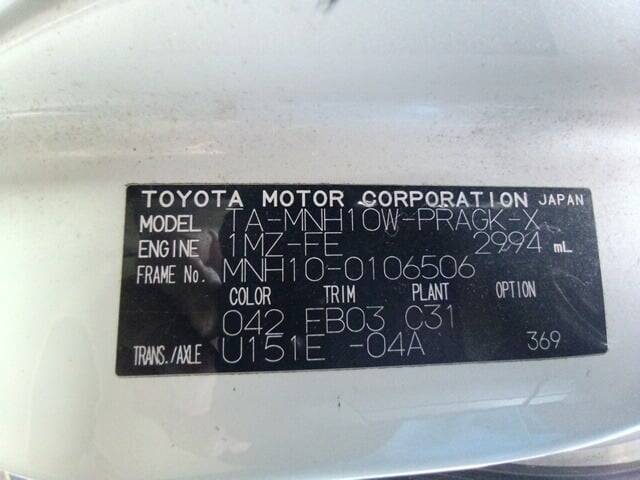 TOYOTA MOTOR CORPORATION JAPAN
MODEL TA-MNH10W-PRAGK-X
ENGINE 1MZ-FE 2994 mL
FRAME No. MNH10-0106506
COLOR TRIM PLANT OPTION
042 FB03 C31
TRANS./AXLE U151E -04A 369